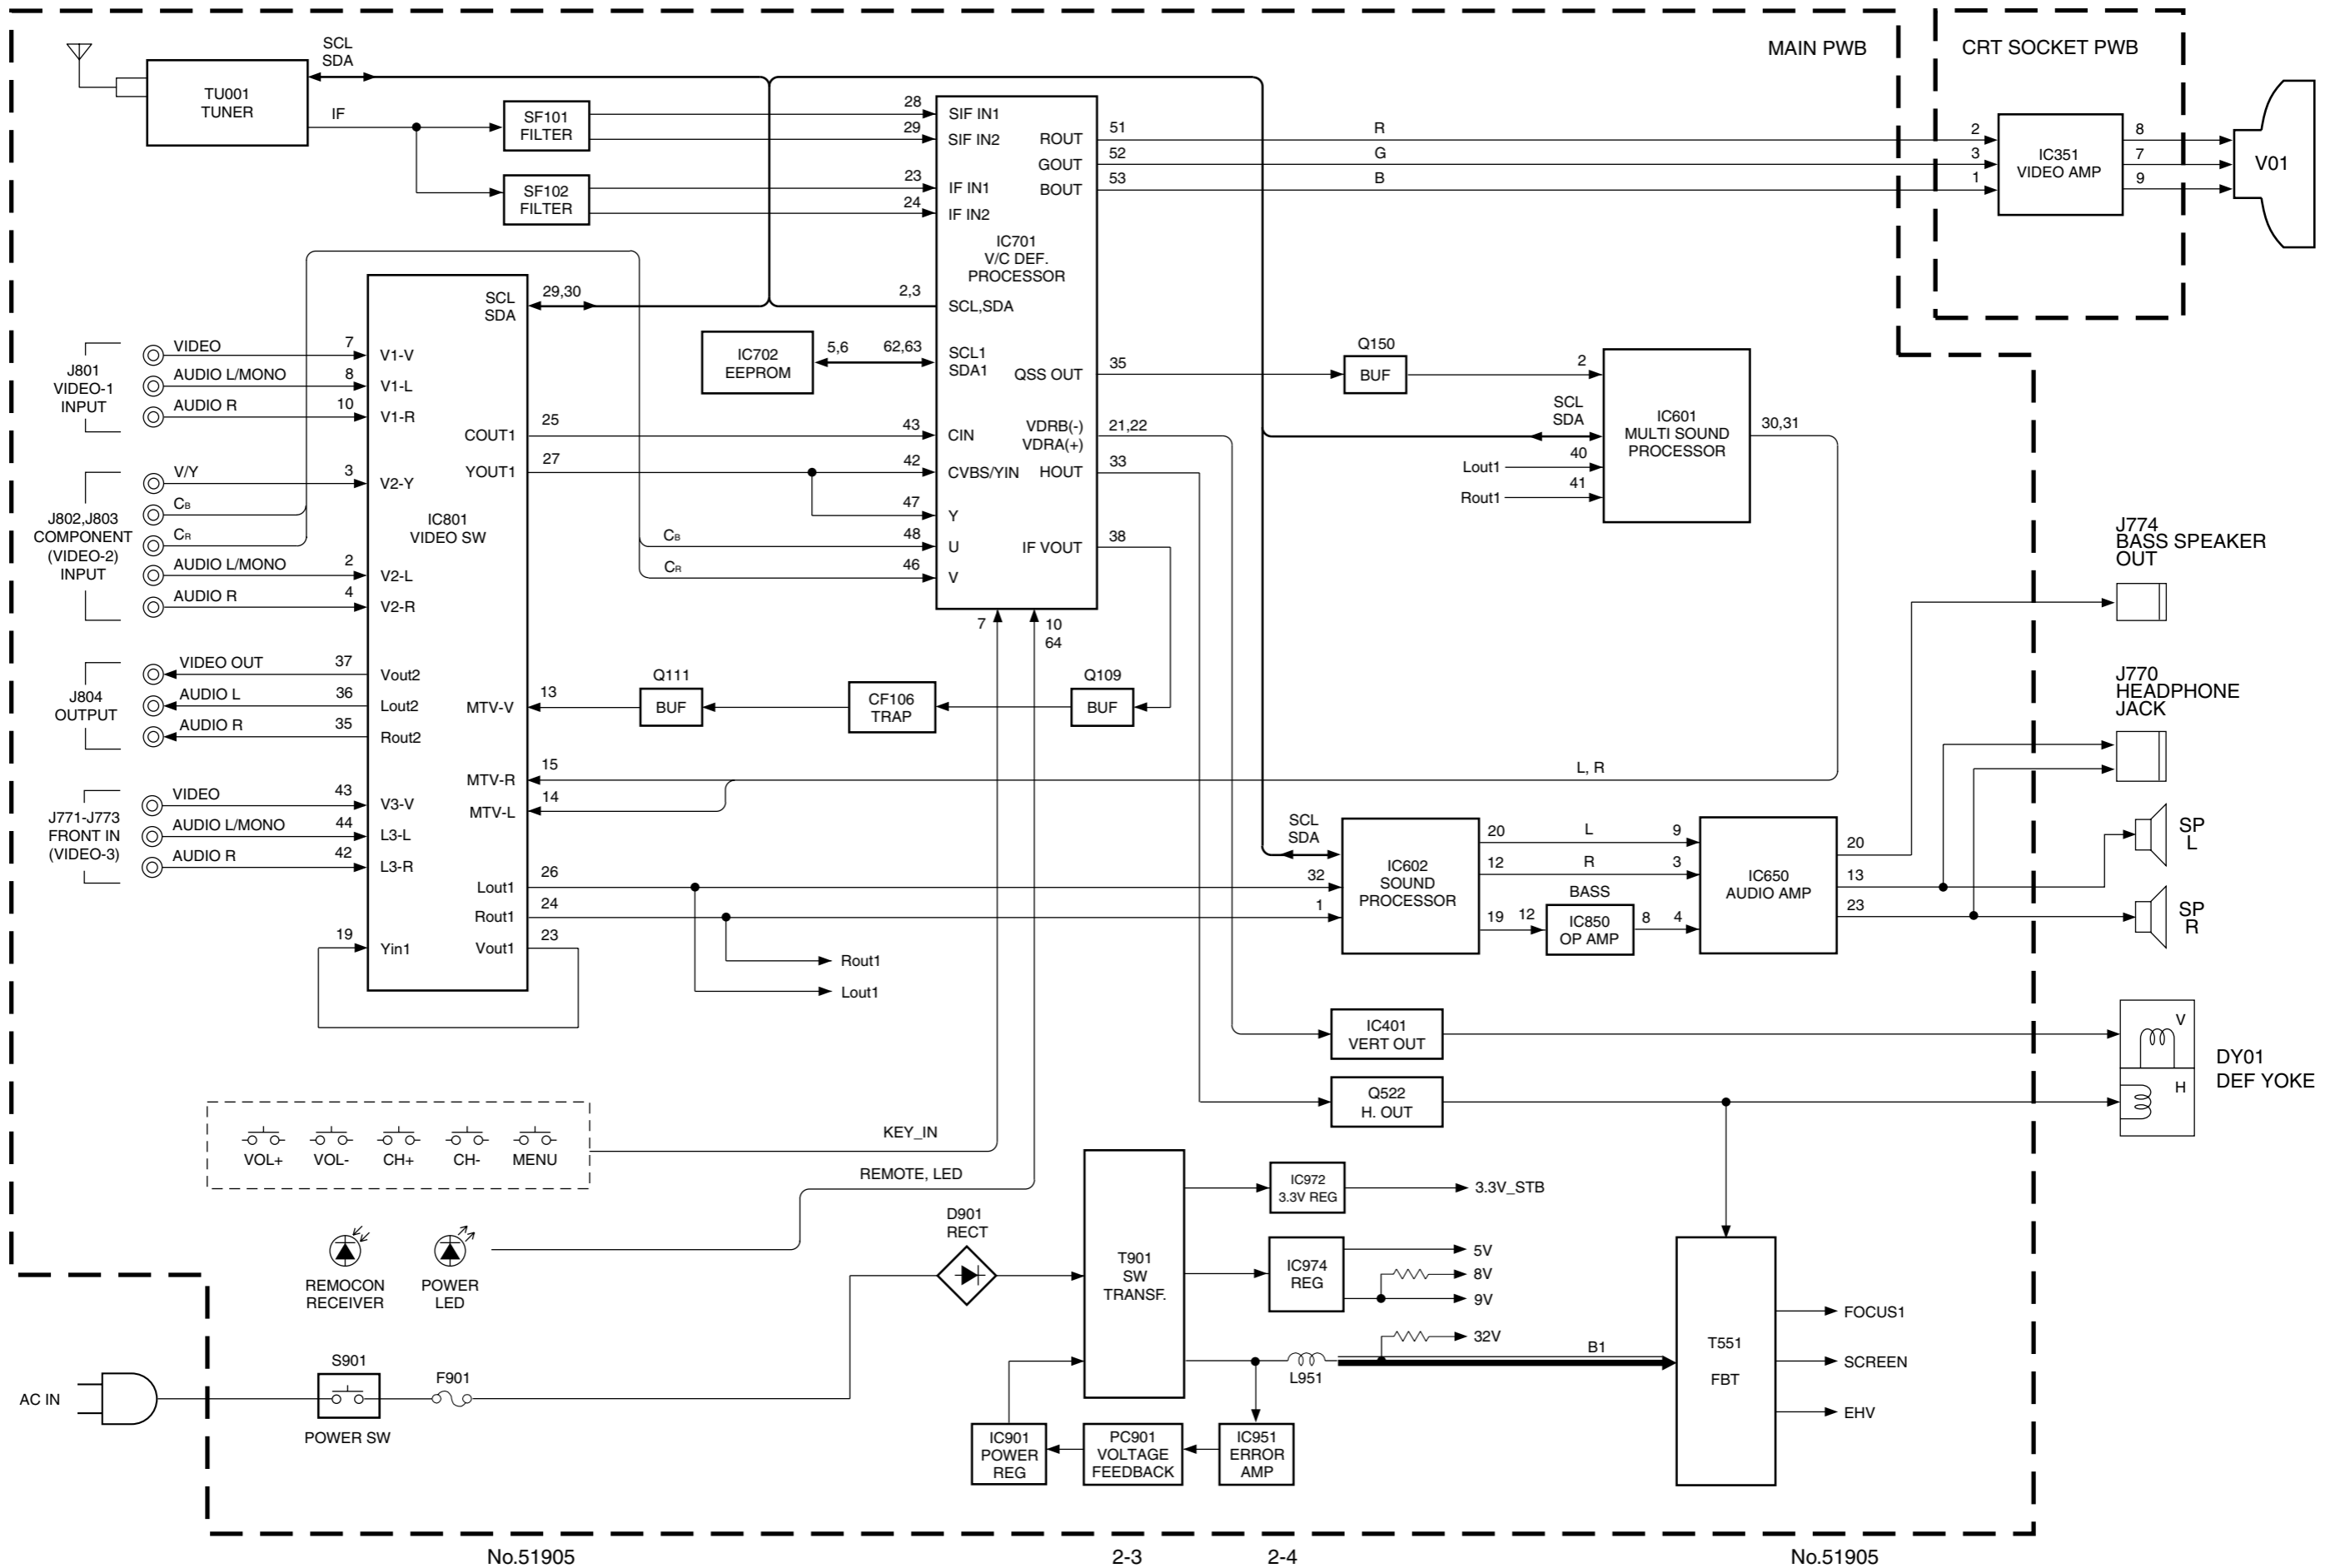 MAIN PWB
CRT SOCKET PWB
SCL
SDA
TU001
TUNER
IF
SF101
FILTER
SF102
FILTER
28
29
23
24
SIF IN1
SIF IN2
IF IN1
IF IN2
IC701
V/C DEF.
PROCESSOR
2,3
SCL,SDA
62,63
SCL1
SDA1
43
CIN
42
CVBS/YIN
47
Y
48
U
46
V
ROUT
GOUT
BOUT
QSS OUT
VDRB(-)
VDRA(+)
HOUT
IF VOUT
51
52
53
35
21,22
33
38
7
10
64
R
G
B
2
3
1
IC351
VIDEO AMP
8
7
9
V01
IC702
EEPROM
5,6
CB
CR
J801
VIDEO-1
INPUT
VIDEO
AUDIO L/MONO
AUDIO R
7
8
10
V1-V
V1-L
V1-R
J802,J803
COMPONENT
(VIDEO-2)
INPUT
V/Y
CB
CR
AUDIO L/MONO
AUDIO R
3
2
4
V2-Y
V2-L
V2-R
J804
OUTPUT
VIDEO OUT
AUDIO L
AUDIO R
37
36
35
Vout2
Lout2
Rout2
J771-J773
FRONT IN
(VIDEO-3)
VIDEO
AUDIO L/MONO
AUDIO R
43
44
42
V3-V
L3-L
L3-R
19
Yin1
IC801
VIDEO SW
SCL
SDA
29,30
COUT1
25
YOUT1
27
MTV-V
13
MTV-R
15
MTV-L
14
Lout1
26
Rout1
24
Vout1
23
Rout1
Lout1
Q111
BUF
CF106
TRAP
Q109
BUF
Q150
BUF
2
SCL
SDA
Lout1
40
Rout1
41
IC601
MULTI SOUND
PROCESSOR
30,31
L, R
SCL
SDA
32
1
IC602
SOUND
PROCESSOR
20
L
9
12
R
3
BASS
19
12
IC850
OP AMP
8
4
IC650
AUDIO AMP
20
13
23
J774
BASS SPEAKER
OUT
J770
HEADPHONE
JACK
SP
L
SP
R
IC401
VERT OUT
Q522
H. OUT
V
H
DY01
DEF YOKE
VOL+
VOL-
CH+
CH-
MENU
KEY_IN
REMOTE, LED
REMOCON
RECEIVER
POWER
LED
D901
RECT
T901
SW
TRANSF.
IC972
3.3V REG
3.3V_STB
IC974
REG
5V
8V
9V
32V
L951
B1
T551
FBT
FOCUS1
SCREEN
EHV
AC IN
S901
POWER SW
F901
IC901
POWER
REG
PC901
VOLTAGE
FEEDBACK
IC951
ERROR
AMP
No.51905
2-3
2-4
No.51905